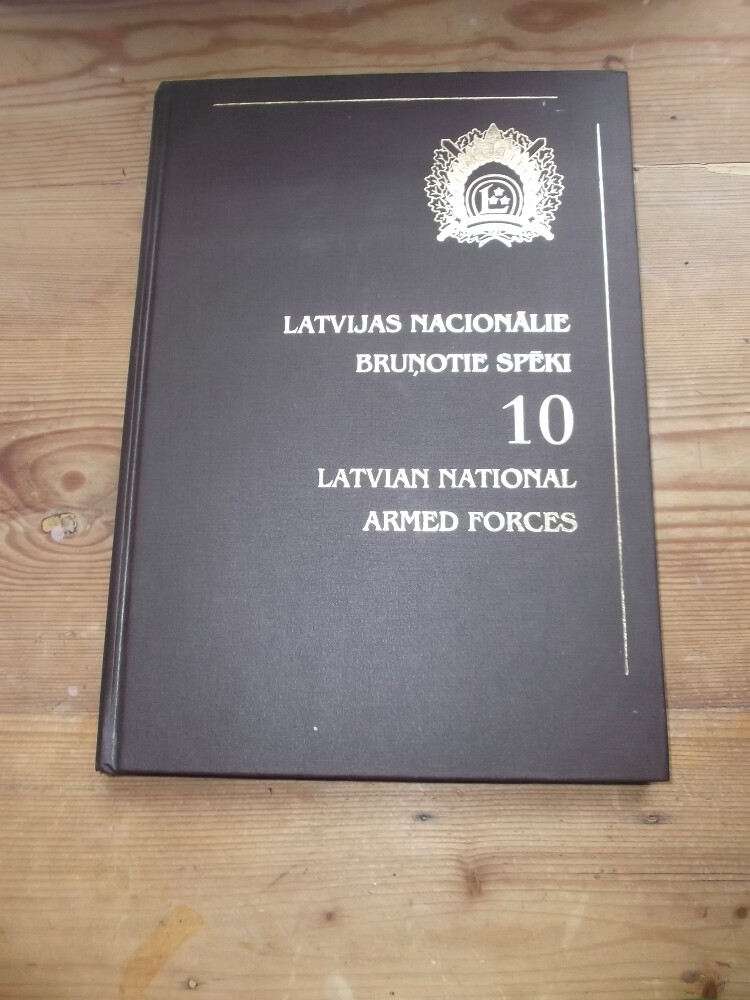 LATVIJAS NACIONĀLIE
BRUŅOTIE SPĒKI
10
LATVIAN NATIONAL
ARMED FORCES